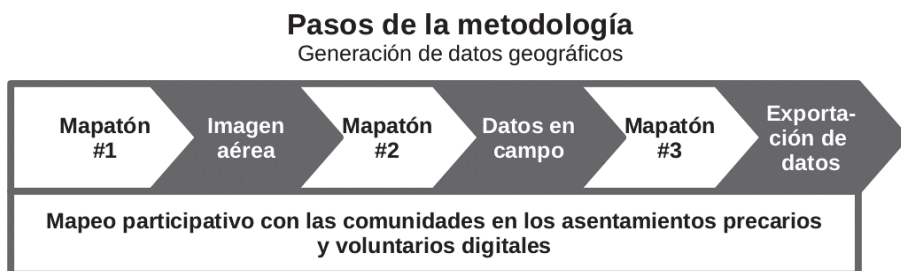 Pasos de la metodología
Generación de datos geográficos
Mapatón
#1
Imagen
aérea
Mapatón
#2
Datos en
campo
Mapatón
#3
Exporta-
ción de
datos
Mapeo participativo con las comunidades en los asentamientos precarios
y voluntarios digitales